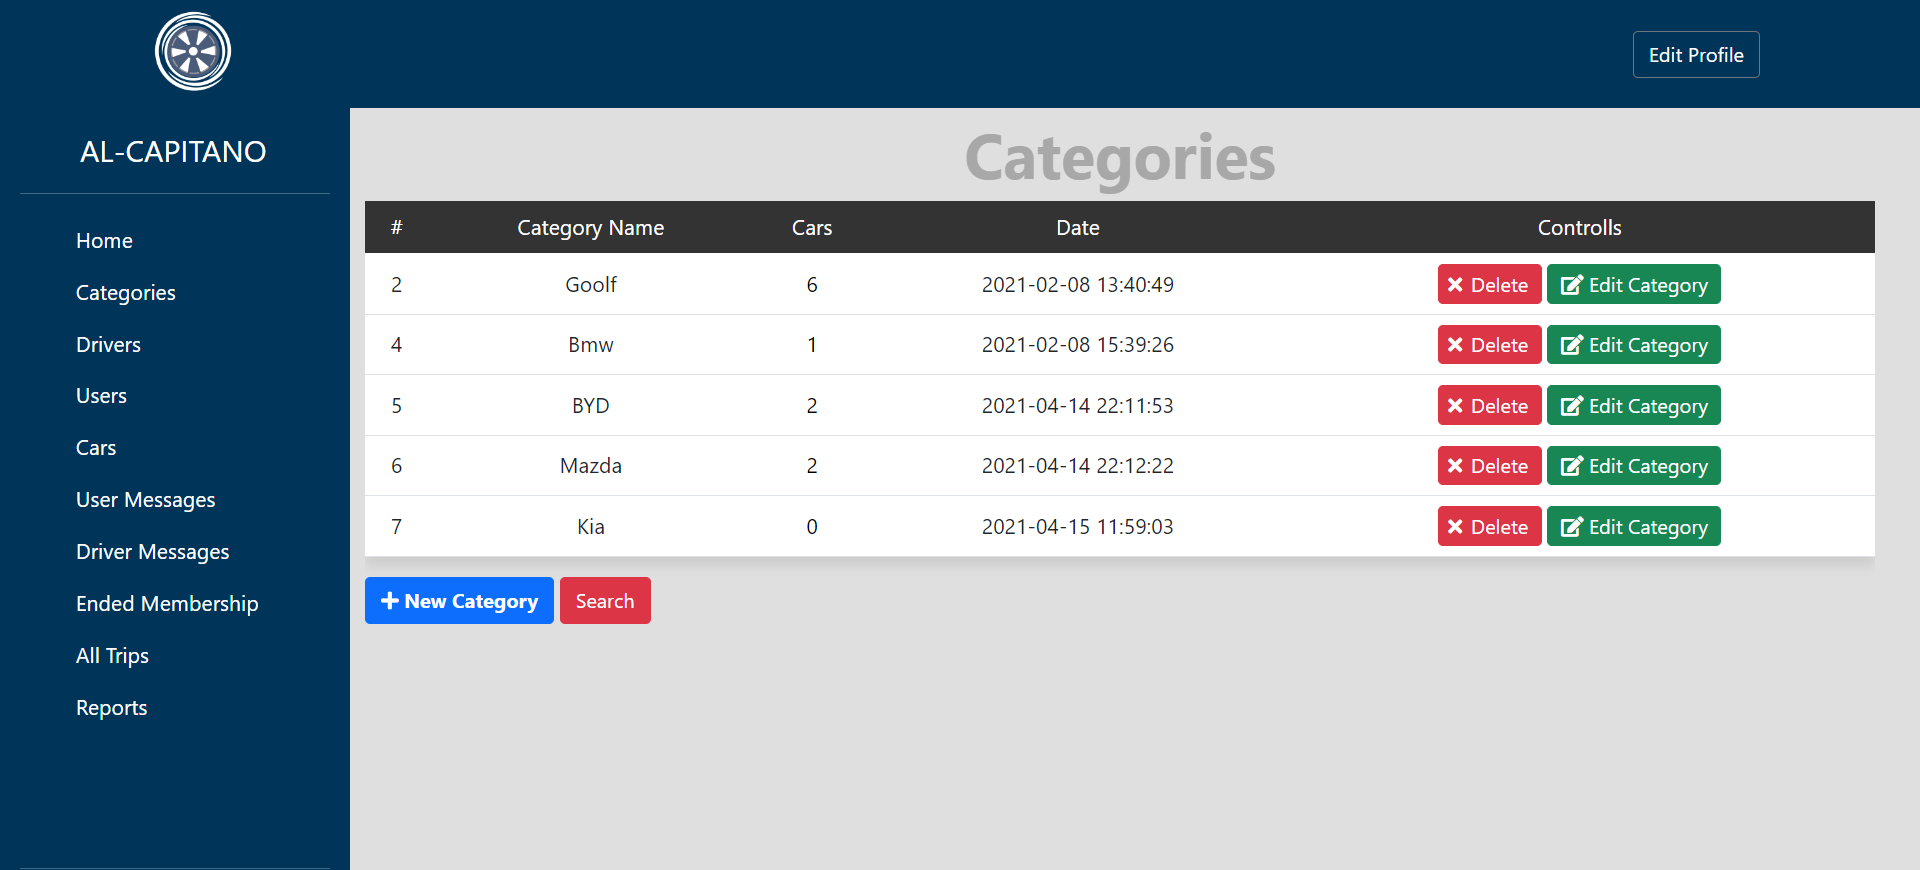 Edit Profile
AL-CAPITANO
Home
Categories
Drivers
Users
Cars
User Messages
Driver Messages
Ended Membership
All Trips
Reports
Categories
# Category Name Cars Date Controlls
2 Goolf 6 2021-02-08 13:40:49 Delete Edit Category
4 Bmw 1 2021-02-08 15:39:26 Delete Edit Category
5 BYD 2 2021-04-14 22:11:53 Delete Edit Category
6 Mazda 2 2021-04-14 22:12:22 Delete Edit Category
7 Kia 0 2021-04-15 11:59:03 Delete Edit Category
New Category Search